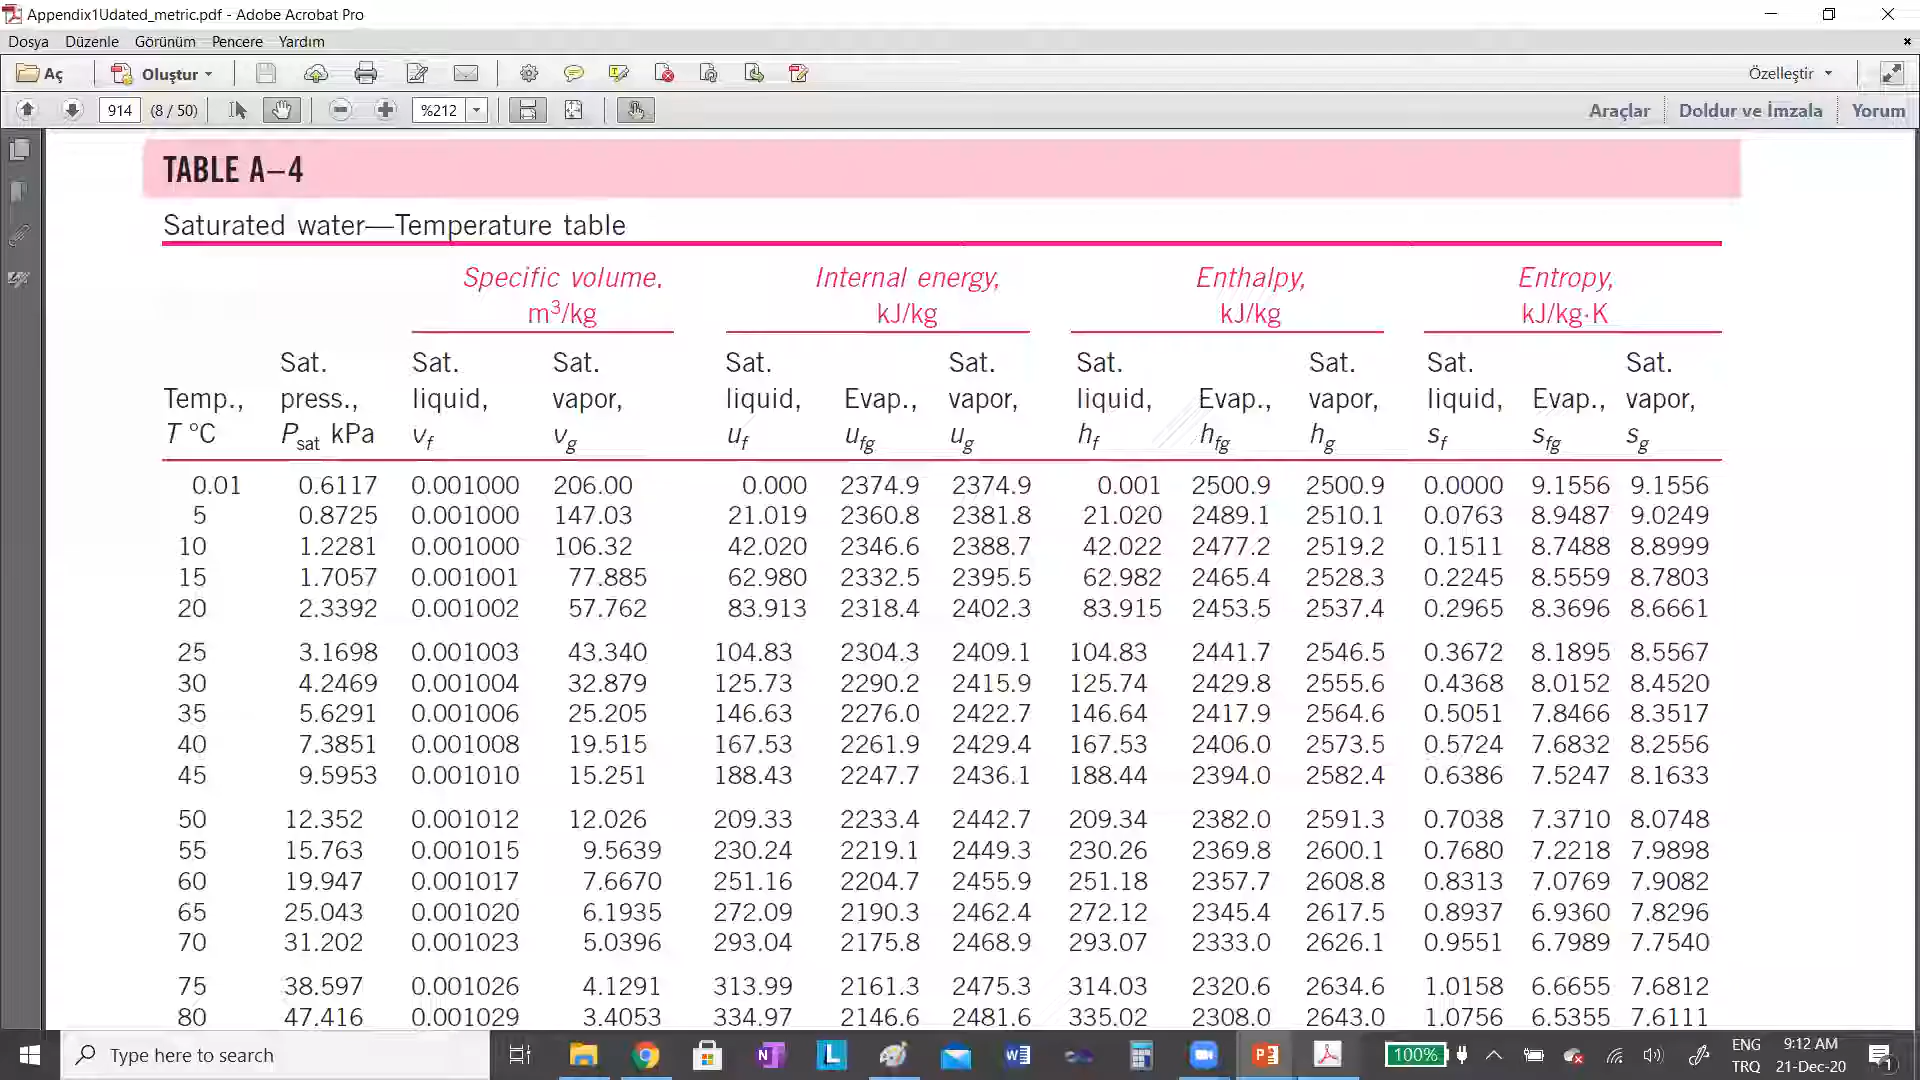 Appendix1Udated_metric.pdf - Adobe Acrobat Pro
Dosya Düzenle Görünüm Pencere Yardım
Aç Oluştur Özelleştir
914 (8 / 50) %212 Araçlar Doldur ve İmzala Yorum
TABLE A–4
Saturated water—Temperature table
Specific volume, Internal energy, Enthalpy, Entropy,
m³/kg kJ/kg kJ/kg kJ/kg·K
Sat. Sat. Sat. Sat. Sat. Sat. Sat. Sat. Sat.
Temp., press., liquid, vapor, liquid, Evap., vapor, liquid, Evap., vapor, liquid, Evap., vapor,
T °C Psat kPa vf vg uf ufg ug hf hfg hg sf sfg sg
0.01 0.6117 0.001000 206.00 0.000 2374.9 2374.9 0.001 2500.9 2500.9 0.0000 9.1556 9.1556
5 0.8725 0.001000 147.03 21.019 2360.8 2381.8 21.020 2489.1 2510.1 0.0763 8.9487 9.0249
10 1.2281 0.001000 106.32 42.020 2346.6 2388.7 42.022 2477.2 2519.2 0.1511 8.7488 8.8999
15 1.7057 0.001001 77.885 62.980 2332.5 2395.5 62.982 2465.4 2528.3 0.2245 8.5559 8.7803
20 2.3392 0.001002 57.762 83.913 2318.4 2402.3 83.915 2453.5 2537.4 0.2965 8.3696 8.6661
25 3.1698 0.001003 43.340 104.83 2304.3 2409.1 104.83 2441.7 2546.5 0.3672 8.1895 8.5567
30 4.2469 0.001004 32.879 125.73 2290.2 2415.9 125.74 2429.8 2555.6 0.4368 8.0152 8.4520
35 5.6291 0.001006 25.205 146.63 2276.0 2422.7 146.64 2417.9 2564.6 0.5051 7.8466 8.3517
40 7.3851 0.001008 19.515 167.53 2261.9 2429.4 167.53 2406.0 2573.5 0.5724 7.6832 8.2556
45 9.5953 0.001010 15.251 188.43 2247.7 2436.1 188.44 2394.0 2582.4 0.6386 7.5247 8.1633
50 12.352 0.001012 12.026 209.33 2233.4 2442.7 209.34 2382.0 2591.3 0.7038 7.3710 8.0748
55 15.763 0.001015 9.5639 230.24 2219.1 2449.3 230.26 2369.8 2600.1 0.7680 7.2218 7.9898
60 19.947 0.001017 7.6670 251.16 2204.7 2455.9 251.18 2357.7 2608.8 0.8313 7.0769 7.9082
65 25.043 0.001020 6.1935 272.09 2190.3 2462.4 272.12 2345.4 2617.5 0.8937 6.9360 7.8296
70 31.202 0.001023 5.0396 293.04 2175.8 2468.9 293.07 2333.0 2626.1 0.9551 6.7989 7.7540
75 38.597 0.001026 4.1291 313.99 2161.3 2475.3 314.03 2320.6 2634.6 1.0158 6.6655 7.6812
80 47.416 0.001029 3.4053 334.97 2146.6 2481.6 335.02 2308.0 2643.0 1.0756 6.5355 7.6111
Type here to search 100% ENG 9:12 AM
TRQ 21-Dec-20 1